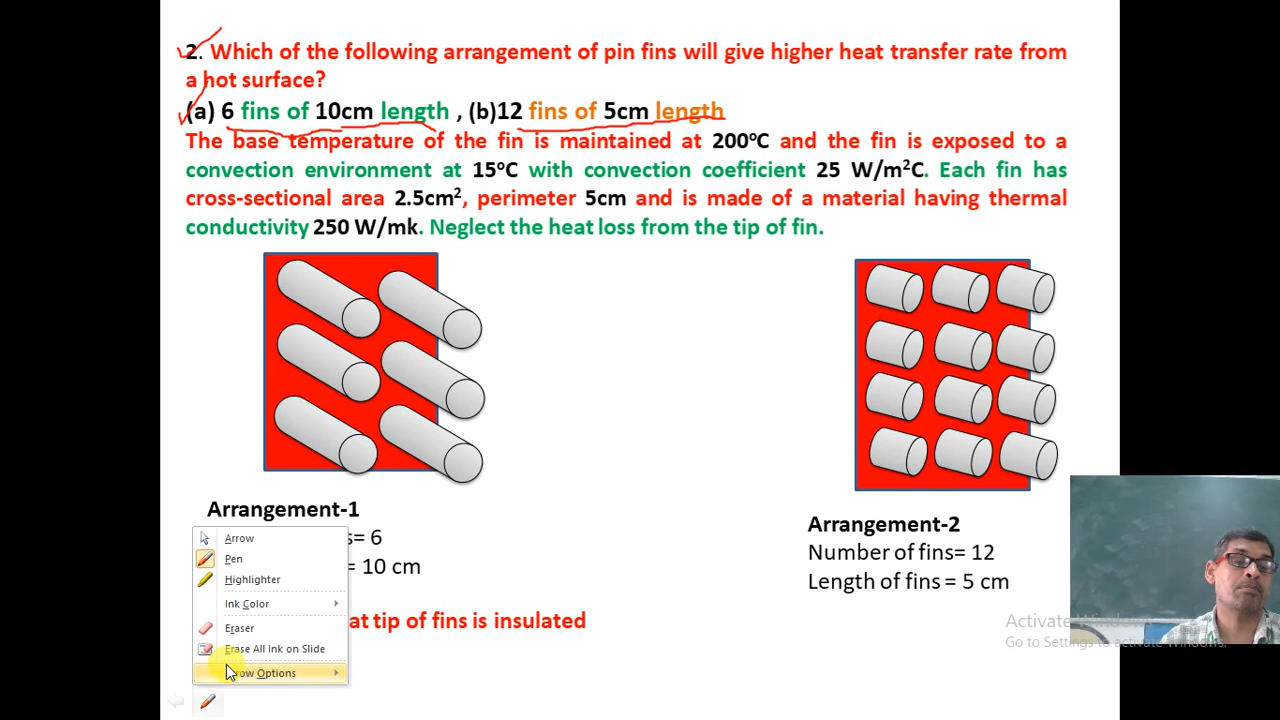 2. Which of the following arrangement of pin fins will give higher heat transfer rate from
a hot surface?
(a) 6 fins of 10cm length , (b)12 fins of 5cm length
The base temperature of the fin is maintained at 200°C and the fin is exposed to a
convection environment at 15°C with convection coefficient 25 W/m²C. Each fin has
cross-sectional area 2.5cm², perimeter 5cm and is made of a material having thermal
conductivity 250 W/mk. Neglect the heat loss from the tip of fin.
Arrangement-1
s= 6
= 10 cm
at tip of fins is insulated
Arrow
Pen
Highlighter
Ink Color
Eraser
Erase All Ink on Slide
Options
Arrangement-2
Number of fins= 12
Length of fins = 5 cm
Activate Windows
Go to Settings to activate Windows.